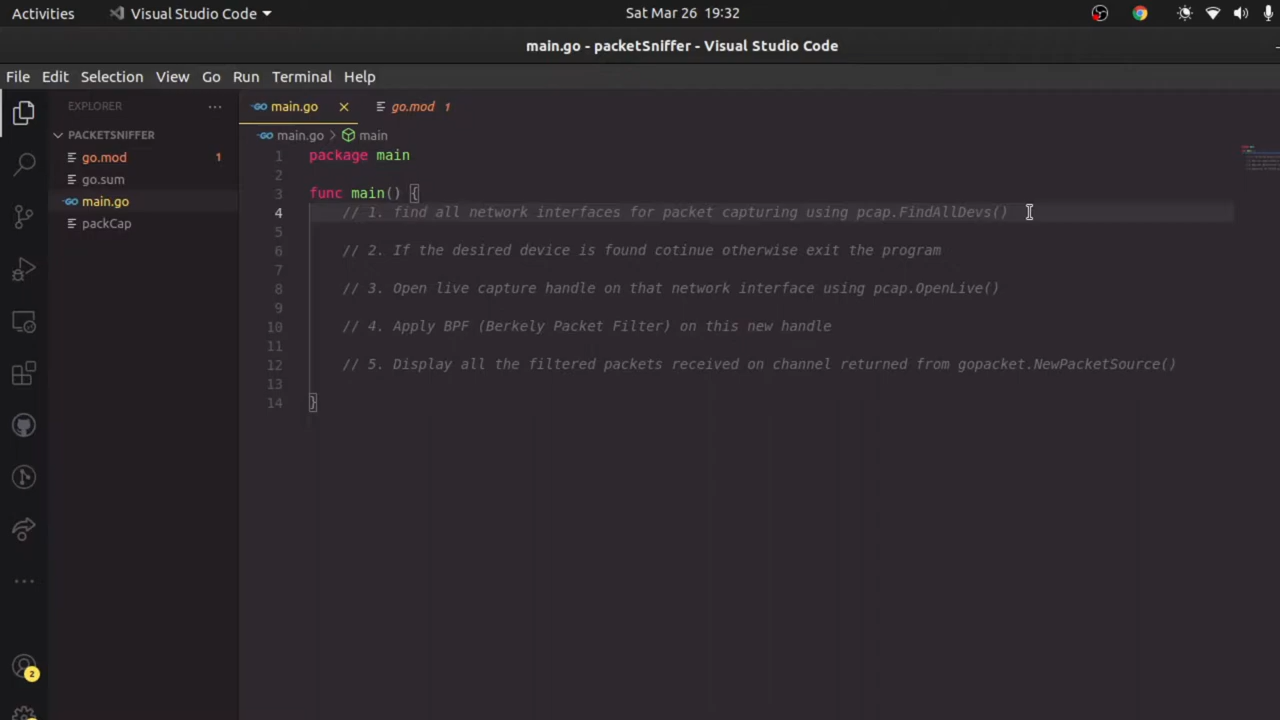 Activities Visual Studio Code Sat Mar 26 19:32
main.go - packetSniffer - Visual Studio Code
File Edit Selection View Go Run Terminal Help
EXPLORER ··· main.go × go.mod 1
PACKETSNIFFER main.go > main
go.mod 1
go.sum
main.go
packCap
1 package main
2
3 func main() {
4 // 1. find all network interfaces for packet capturing using pcap.FindAllDevs()
5
6 // 2. If the desired device is found cotinue otherwise exit the program
7
8 // 3. Open live capture handle on that network interface using pcap.OpenLive()
9
10 // 4. Apply BPF (Berkely Packet Filter) on this new handle
11
12 // 5. Display all the filtered packets received on channel returned from gopacket.NewPacketSource()
13
14 }
2